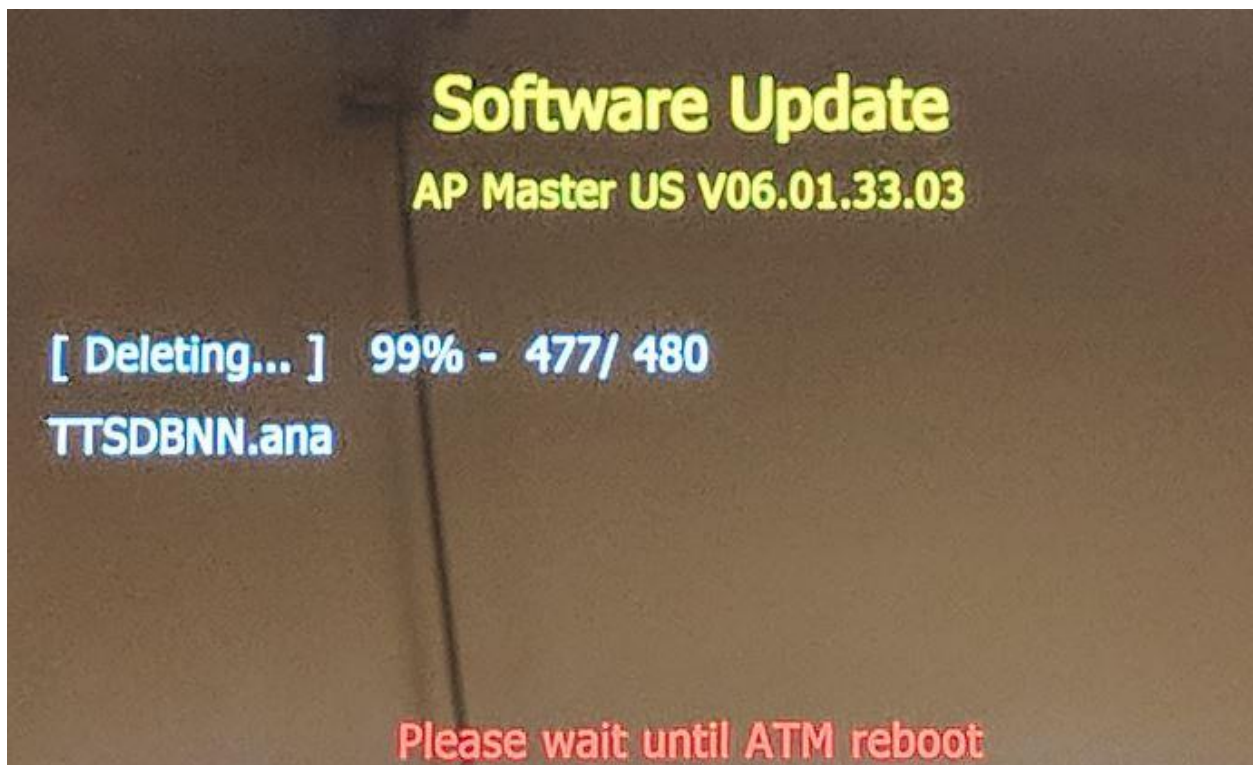 Software Update
AP Master US V06.01.33.03
[ Deleting... ] 99% - 477/ 480
TTSDBNN.ana
Please wait until ATM reboot